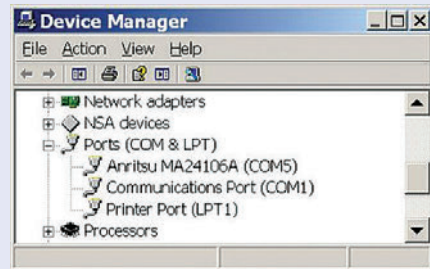 Device Manager
File Action View Help
Network adapters
NSA devices
Ports (COM & LPT)
Anritsu MA24106A (COM5)
Communications Port (COM1)
Printer Port (LPT1)
Processors